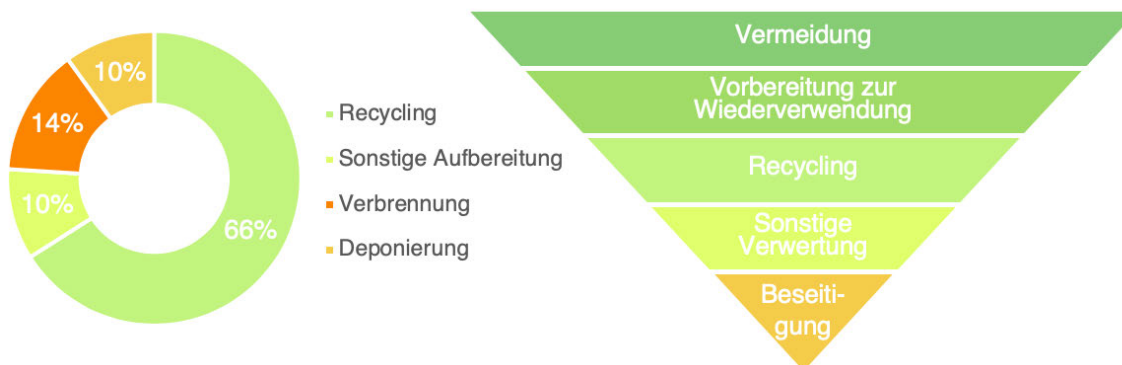 10%
14%
10%
66%
Recycling
Sonstige Aufbereitung
Verbrennung
Deponierung
Vermeidung
Vorbereitung zur
Wiederverwendung
Recycling
Sonstige
Verwertung
Beseiti-
gung